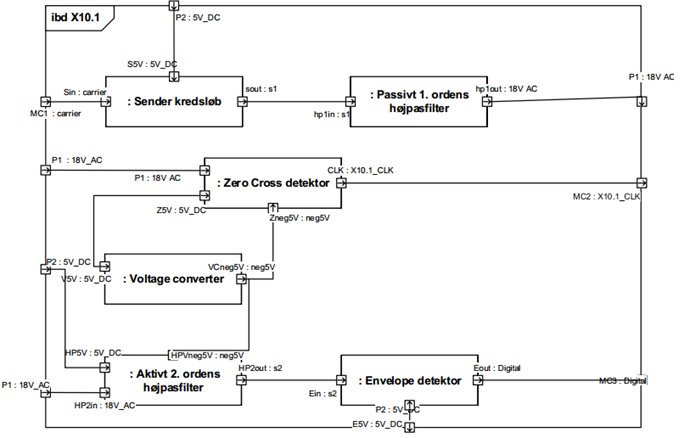 ibd X10.1
P2 : 5V_DC
P1 : 18V AC
S5V : 5V_DC
Sin : carrier
sout : s1
hp1out : 18V AC
: Sender kredsløb
: Passivt 1. ordens
højpasfilter
MC1 : carrier
hp1in : s1
P1 : 18V_AC
P1 : 18V AC
CLK : X10.1_CLK
: Zero Cross detektor
MC2 : X10.1_CLK
Z5V : 5V_DC
Zneg5V : neg5V
P2 : 5V_DC
VCneg5V : neg5V
V5V : 5V_DC
: Voltage converter
HP5V : 5V_DC
HPVneg5V : neg5V
P1 : 18V_AC
: Aktivt 2. ordens
højpasfilter
HP2out : s2
: Envelope detektor
Eout : Digital
MC3 : Digital
HP2in : 18V_AC
Ein : s2
P2 : 5V_DC
E5V : 5V_DC